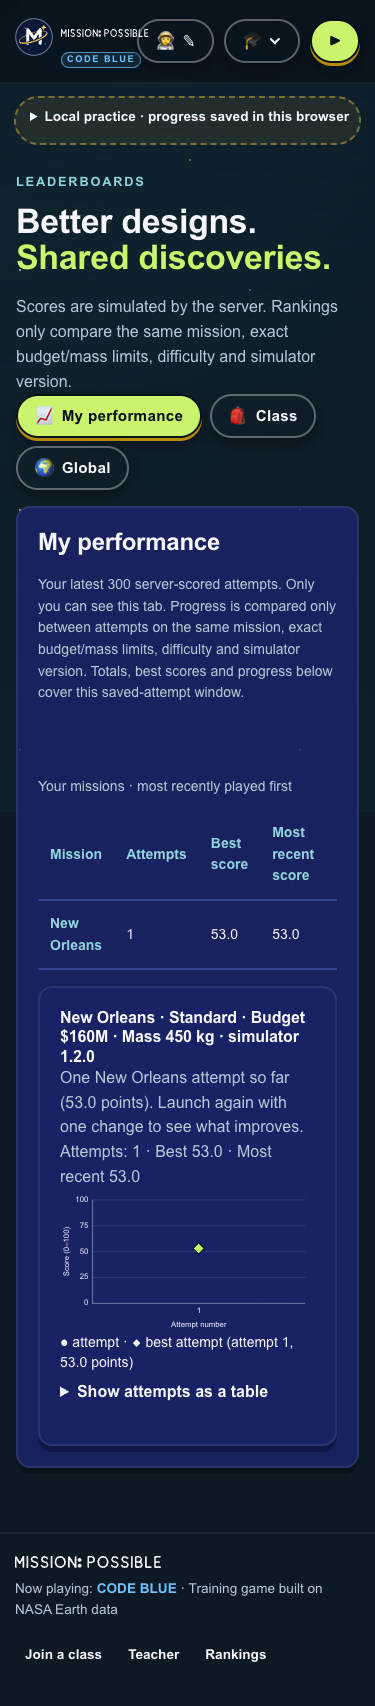 MISSION: POSSIBLE
CODE BLUE
Local practice · progress saved in this browser
LEADERBOARDS
Better designs.
Shared discoveries.
Scores are simulated by the server. Rankings
only compare the same mission, exact
budget/mass limits, difficulty and simulator
version.
My performance
Class
Global
My performance
Your latest 300 server-scored attempts. Only
you can see this tab. Progress is compared only
between attempts on the same mission, exact
budget/mass limits, difficulty and simulator
version. Totals, best scores and progress below
cover this saved-attempt window.
Your missions · most recently played first
Mission Attempts Best score Most recent score
New Orleans 1 53.0 53.0
New Orleans · Standard · Budget
$160M · Mass 450 kg · simulator
1.2.0
One New Orleans attempt so far
(53.0 points). Launch again with
one change to see what improves.
Attempts: 1 · Best 53.0 · Most
recent 53.0
100
75
50
25
0
Score (0–100)
1
Attempt number
● attempt · ◆ best attempt (attempt 1,
53.0 points)
Show attempts as a table
MISSION: POSSIBLE
Now playing: CODE BLUE · Training game built on
NASA Earth data
Join a class Teacher Rankings